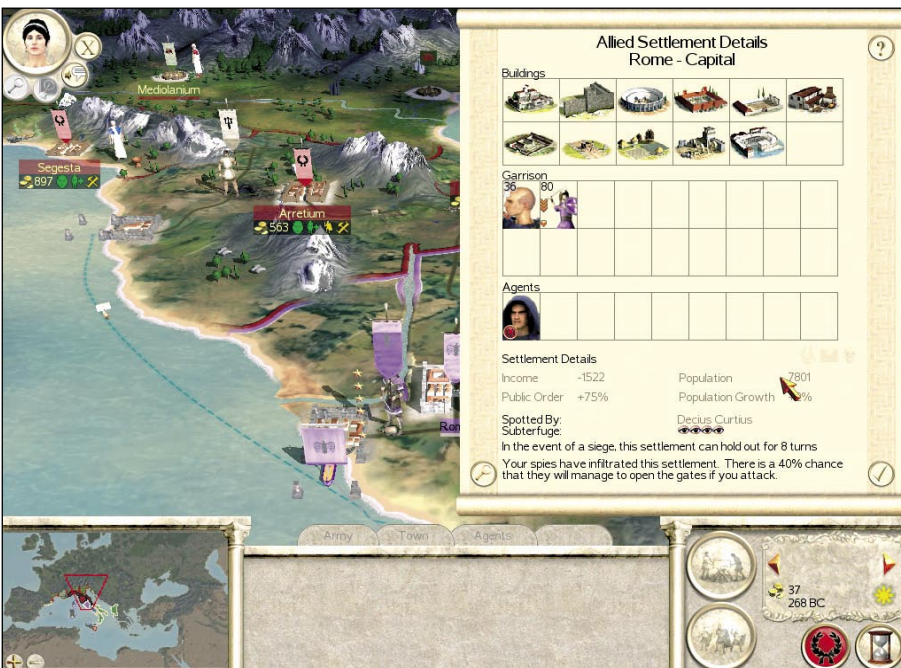 Allied Settlement Details
Rome - Capital
Buildings
Garrison
36 80
Agents
Settlement Details
Income -1522 Population 7801
Public Order +75% Population Growth
Spotted By: Decius Curtius
Subterfuge:
In the event of a siege, this settlement can hold out for 8 turns
Your spies have infiltrated this settlement. There is a 40% chance
that they will manage to open the gates if you attack.
X
?
Mediolanium
Segesta
897
Arretium
563
Army Town Agents
37
268 BC